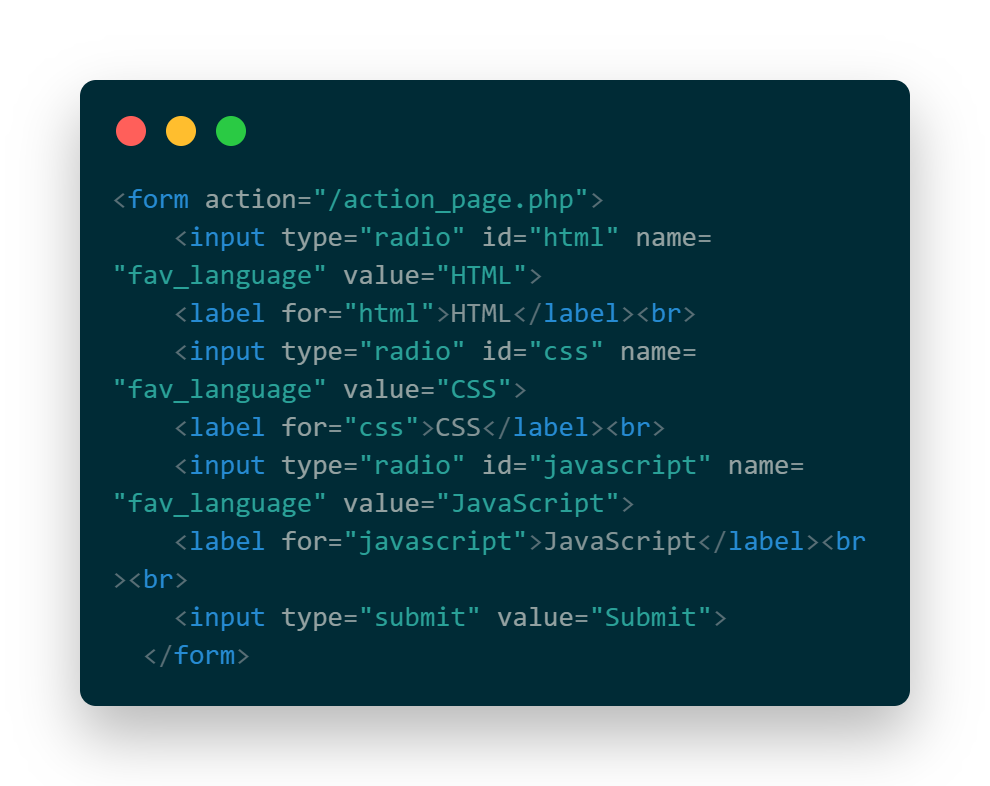 <form action="/action_page.php">
    <input type="radio" id="html" name=
"fav_language" value="HTML">
    <label for="html">HTML</label><br>
    <input type="radio" id="css" name=
"fav_language" value="CSS">
    <label for="css">CSS</label><br>
    <input type="radio" id="javascript" name=
"fav_language" value="JavaScript">
    <label for="javascript">JavaScript</label><br
><br>
    <input type="submit" value="Submit">
  </form>